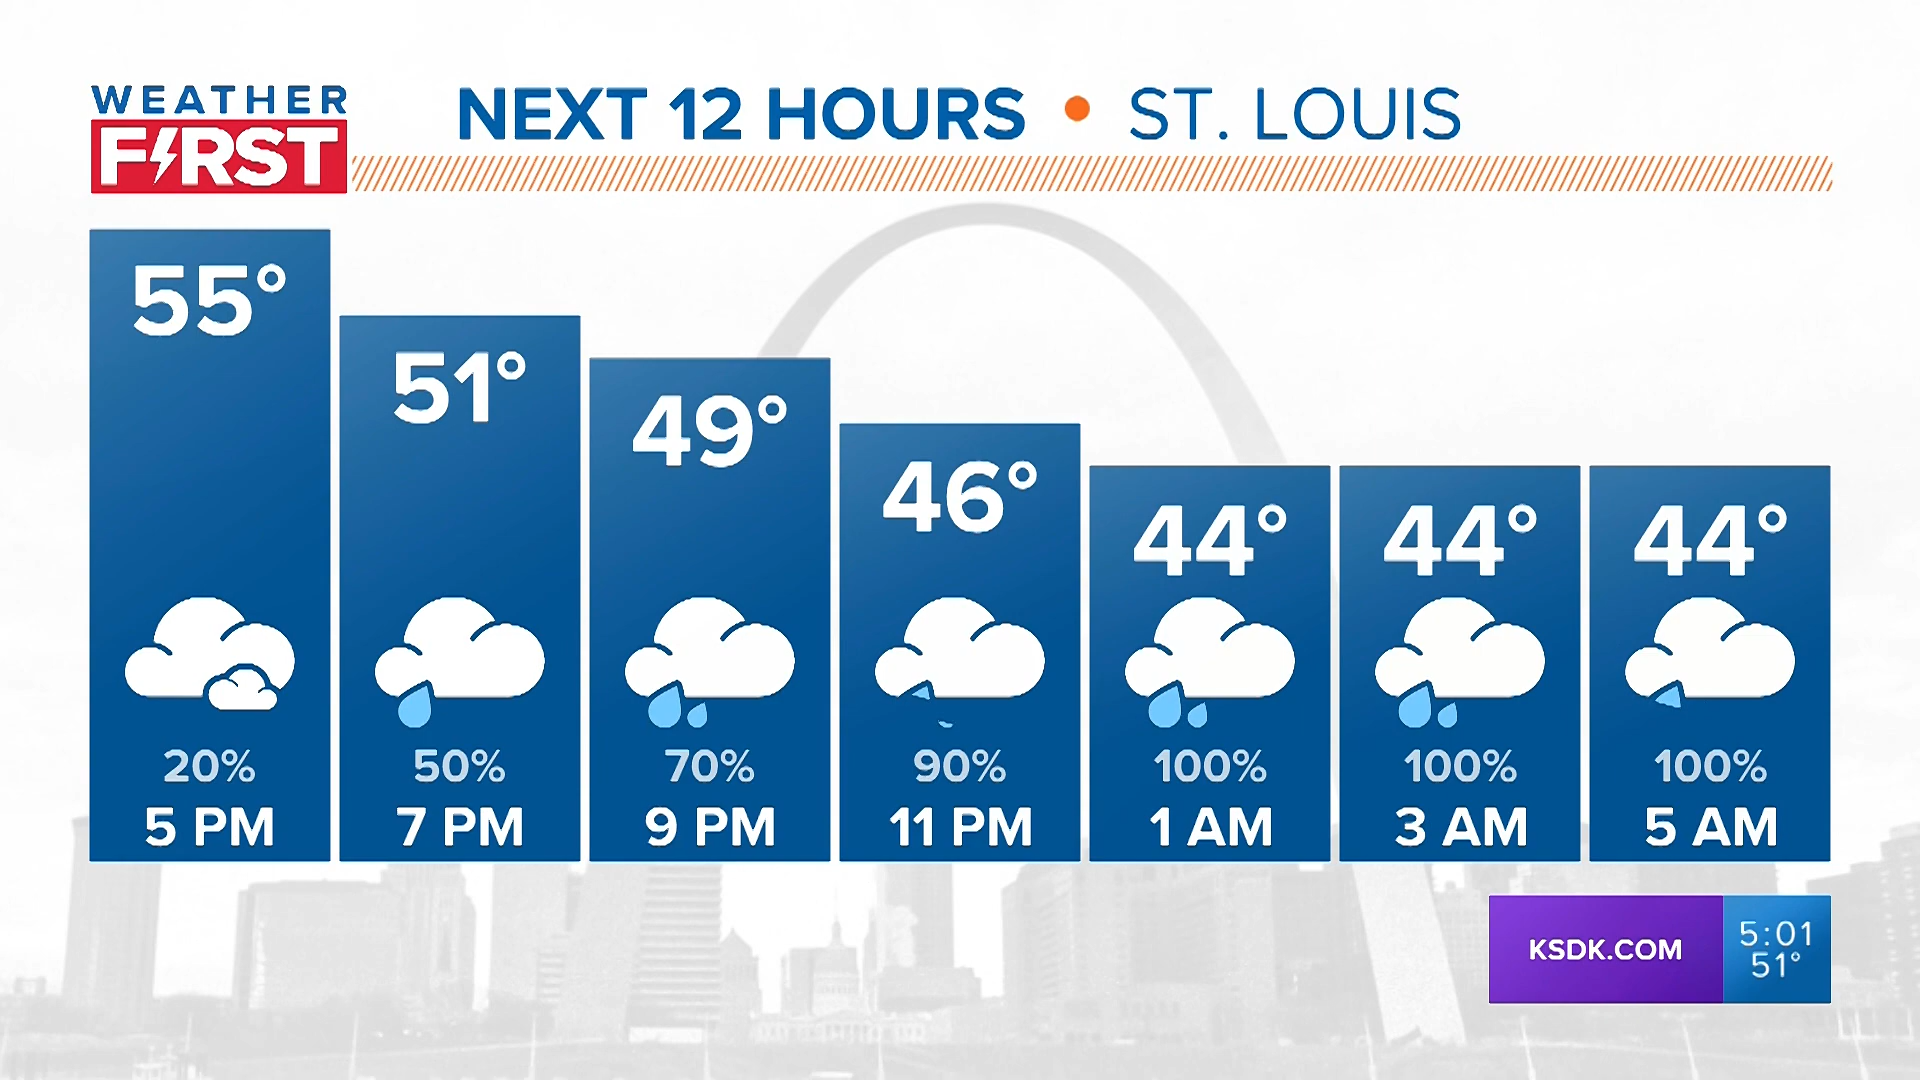 WEATHER
FIRST
NEXT 12 HOURS • ST. LOUIS
55°
20%
5 PM
51°
50%
7 PM
49°
70%
9 PM
46°
90%
11 PM
44°
100%
1 AM
44°
100%
3 AM
44°
100%
5 AM
KSDK.COM
5:01
51°